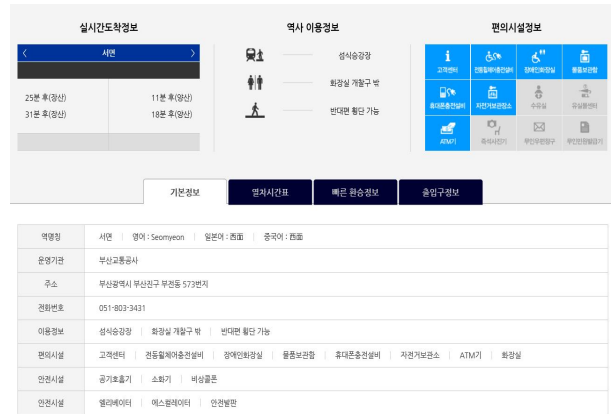 실시간도착정보
역사 이용정보
편의시설정보
< 서면 >
25분 후(장산) 11분 후(양산)
31분 후(장산) 18분 후(양산)
섬식승강장
화장실 개찰구 밖
반대편 횡단 가능
고객센터 전동휠체어충전설비 장애인화장실 물품보관함
휴대폰충전설비 자전거보관장소 수유실 유실물센터
ATM기 즉석사진기 무인우편창구 무인민원발급기
기본정보 열차시간표 빠른 환승정보 출입구정보
역명칭 서면 영어 : Seomyeon 일본어 : 西面 중국어 : 西面
운영기관 부산교통공사
주소 부산광역시 부산진구 부전동 573번지
전화번호 051-803-3431
이용정보 섬식승강장 화장실 개찰구 밖 반대편 횡단 가능
편의시설 고객센터 전동휠체어충전설비 장애인화장실 물품보관함 휴대폰충전설비 자전거보관소 ATM기 화장실
안전시설 공기호흡기 소화기 비상콜폰
안전시설 엘리베이터 에스컬레이터 안전발판